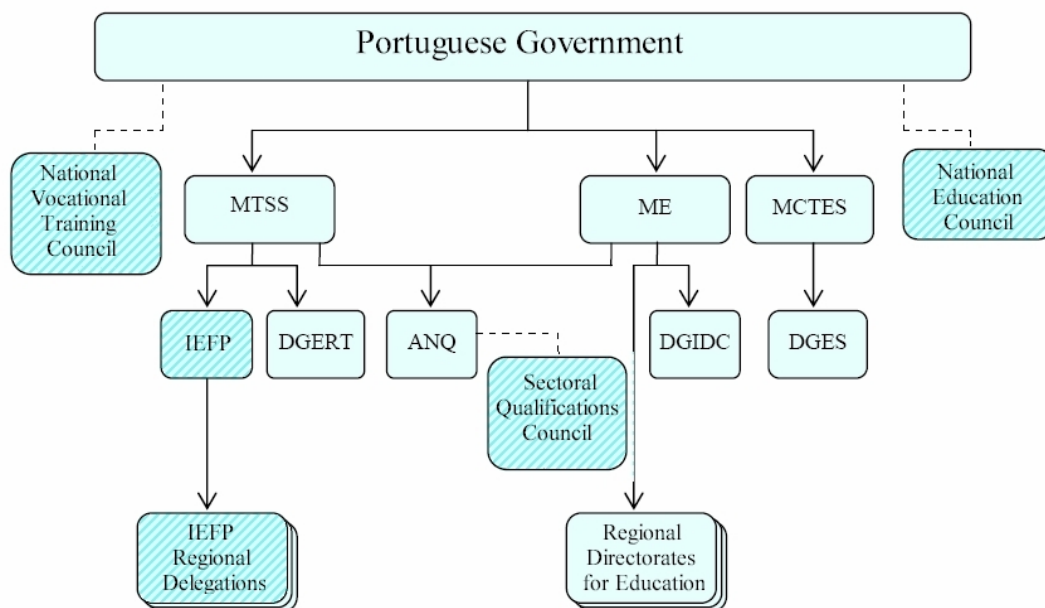 Portuguese Government
National
Vocational
Training
Council
MTSS
ME
MCTES
National
Education
Council
IEFP
DGERT
ANQ
DGIDC
DGES
Sectoral
Qualifications
Council
IEFP
Regional
Delegations
Regional
Directorates
for Education